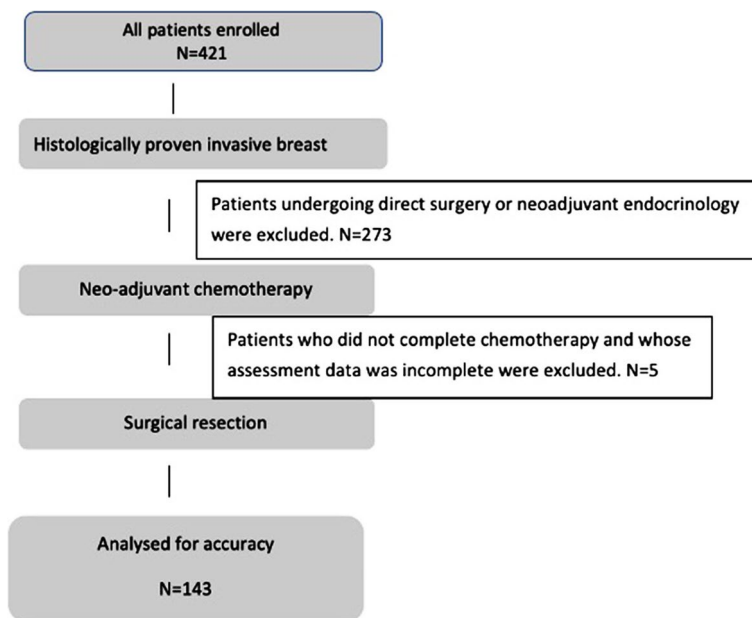 All patients enrolled
N=421
Histologically proven invasive breast
Patients undergoing direct surgery or neoadjuvant endocrinology
were excluded. N=273
Neo-adjuvant chemotherapy
Patients who did not complete chemotherapy and whose
assessment data was incomplete were excluded. N=5
Surgical resection
Analysed for accuracy
N=143